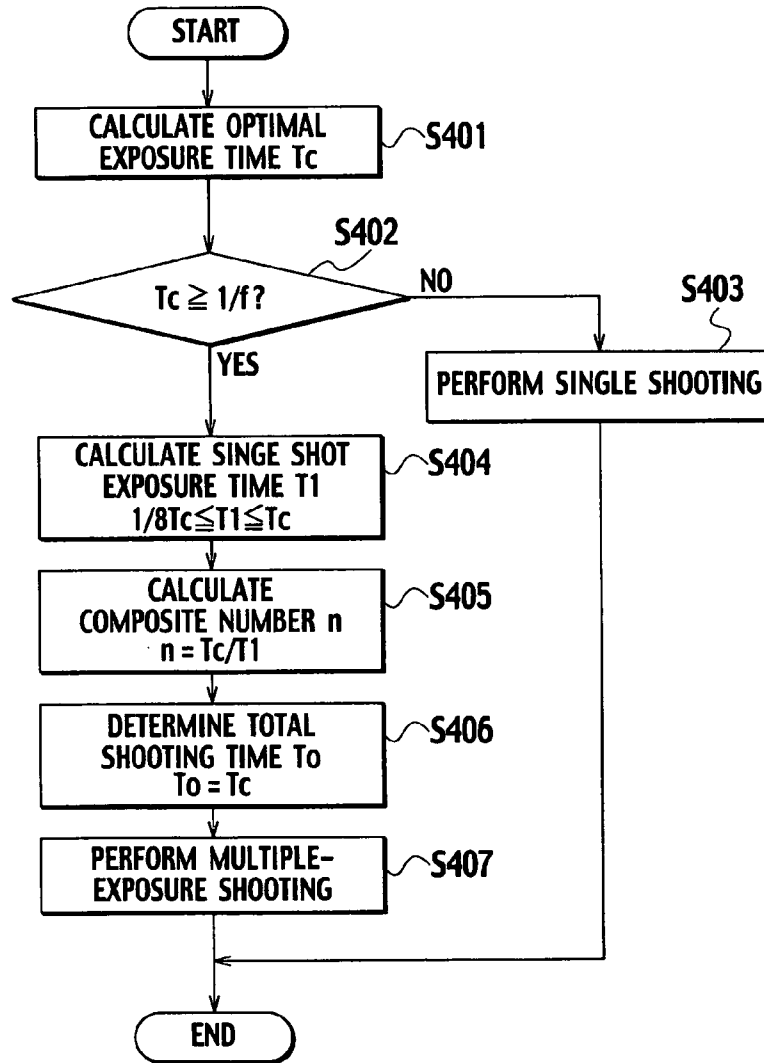 START
CALCULATE OPTIMAL
EXPOSURE TIME Tc
S401
S402
Tc ≧ 1/f?
NO
YES
S403
PERFORM SINGLE SHOOTING
CALCULATE SINGE SHOT
EXPOSURE TIME T1
1/8Tc≦T1≦Tc
S404
CALCULATE
COMPOSITE NUMBER n
n = Tc/T1
S405
DETERMINE TOTAL
SHOOTING TIME To
To = Tc
S406
PERFORM MULTIPLE-
EXPOSURE SHOOTING
S407
END